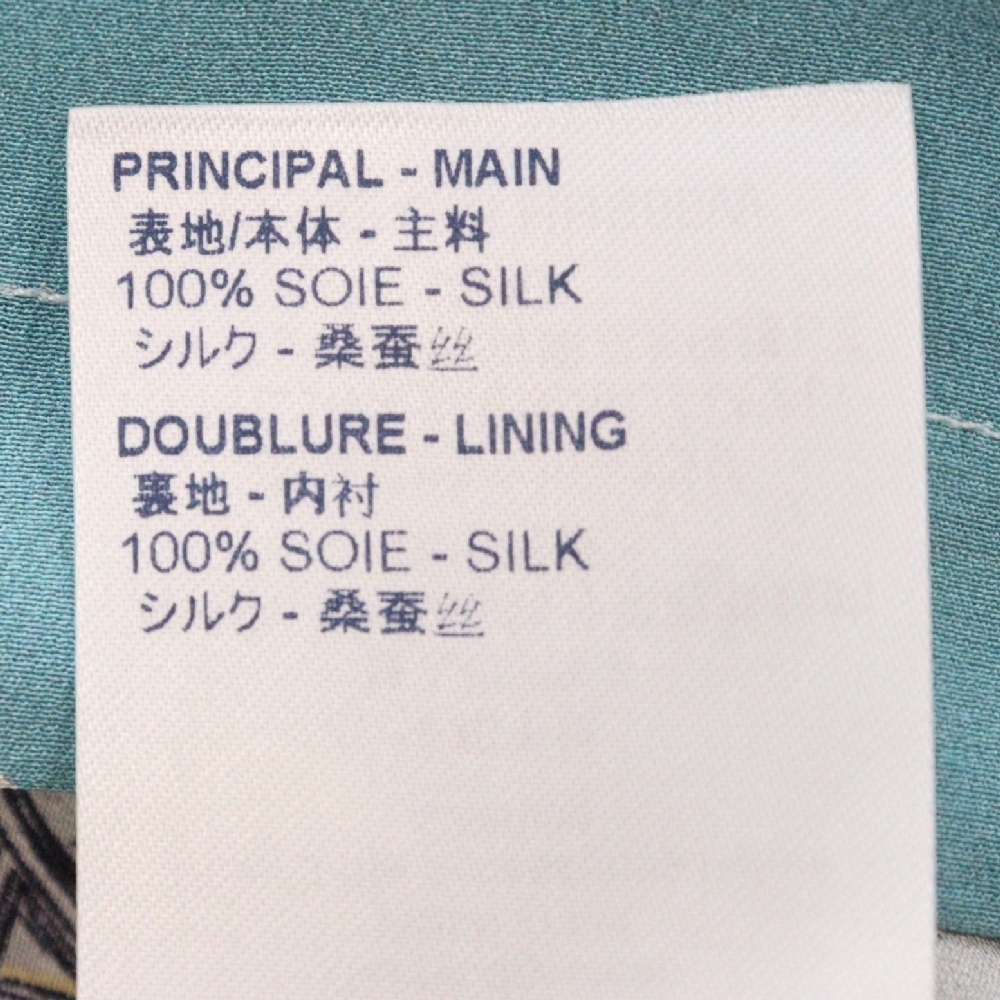 PRINCIPAL - MAIN
表地/本体 - 主料
100% SOIE - SILK
シルク - 桑蚕丝
DOUBLURE - LINING
裏地 - 内衬
100% SOIE - SILK
シルク - 桑蚕丝